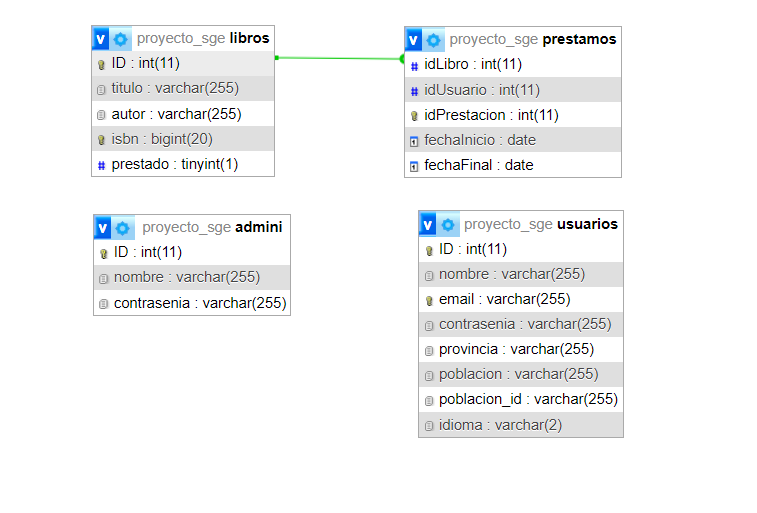 proyecto_sge libros
ID : int(11)
titulo : varchar(255)
autor : varchar(255)
isbn : bigint(20)
prestado : tinyint(1)
proyecto_sge prestamos
idLibro : int(11)
idUsuario : int(11)
idPrestacion : int(11)
fechaInicio : date
fechaFinal : date
proyecto_sge admini
ID : int(11)
nombre : varchar(255)
contrasenia : varchar(255)
proyecto_sge usuarios
ID : int(11)
nombre : varchar(255)
email : varchar(255)
contrasenia : varchar(255)
provincia : varchar(255)
poblacion : varchar(255)
poblacion_id : varchar(255)
idioma : varchar(2)